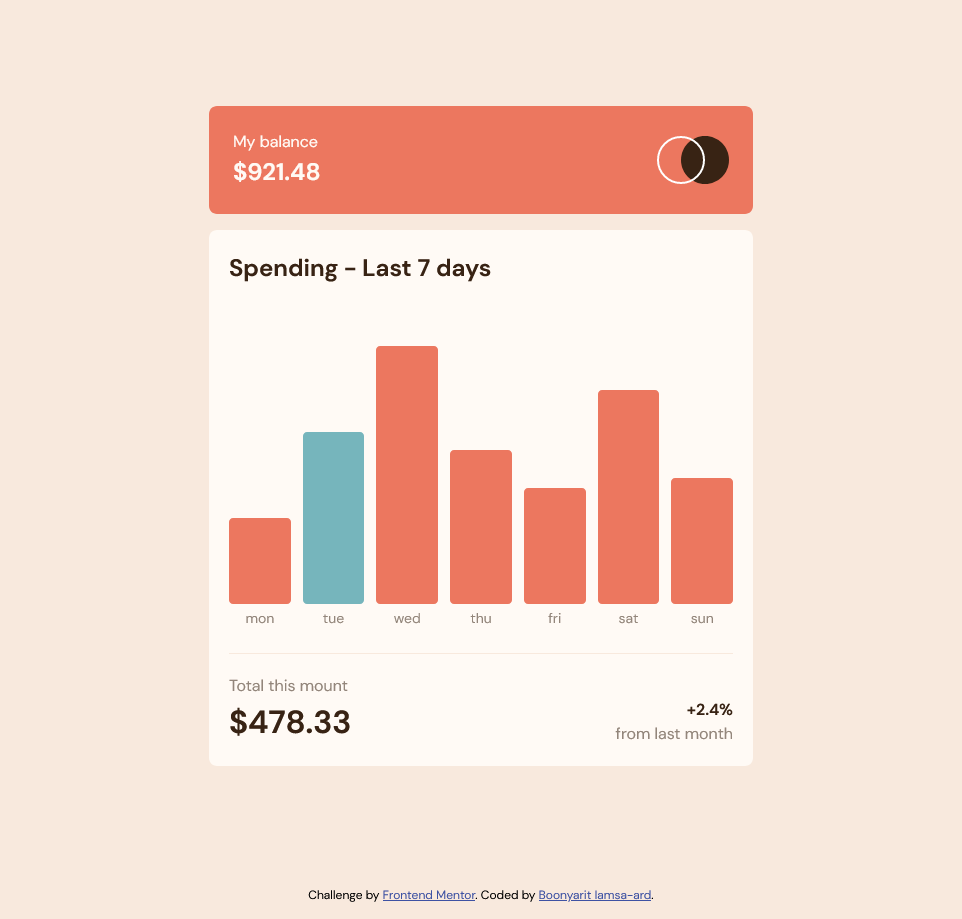 My balance
$921.48
Spending - Last 7 days
mon tue wed thu fri sat sun
Total this mount
$478.33
+2.4%
from last month
Challenge by Frontend Mentor. Coded by Boonyarit Iamsa-ard.